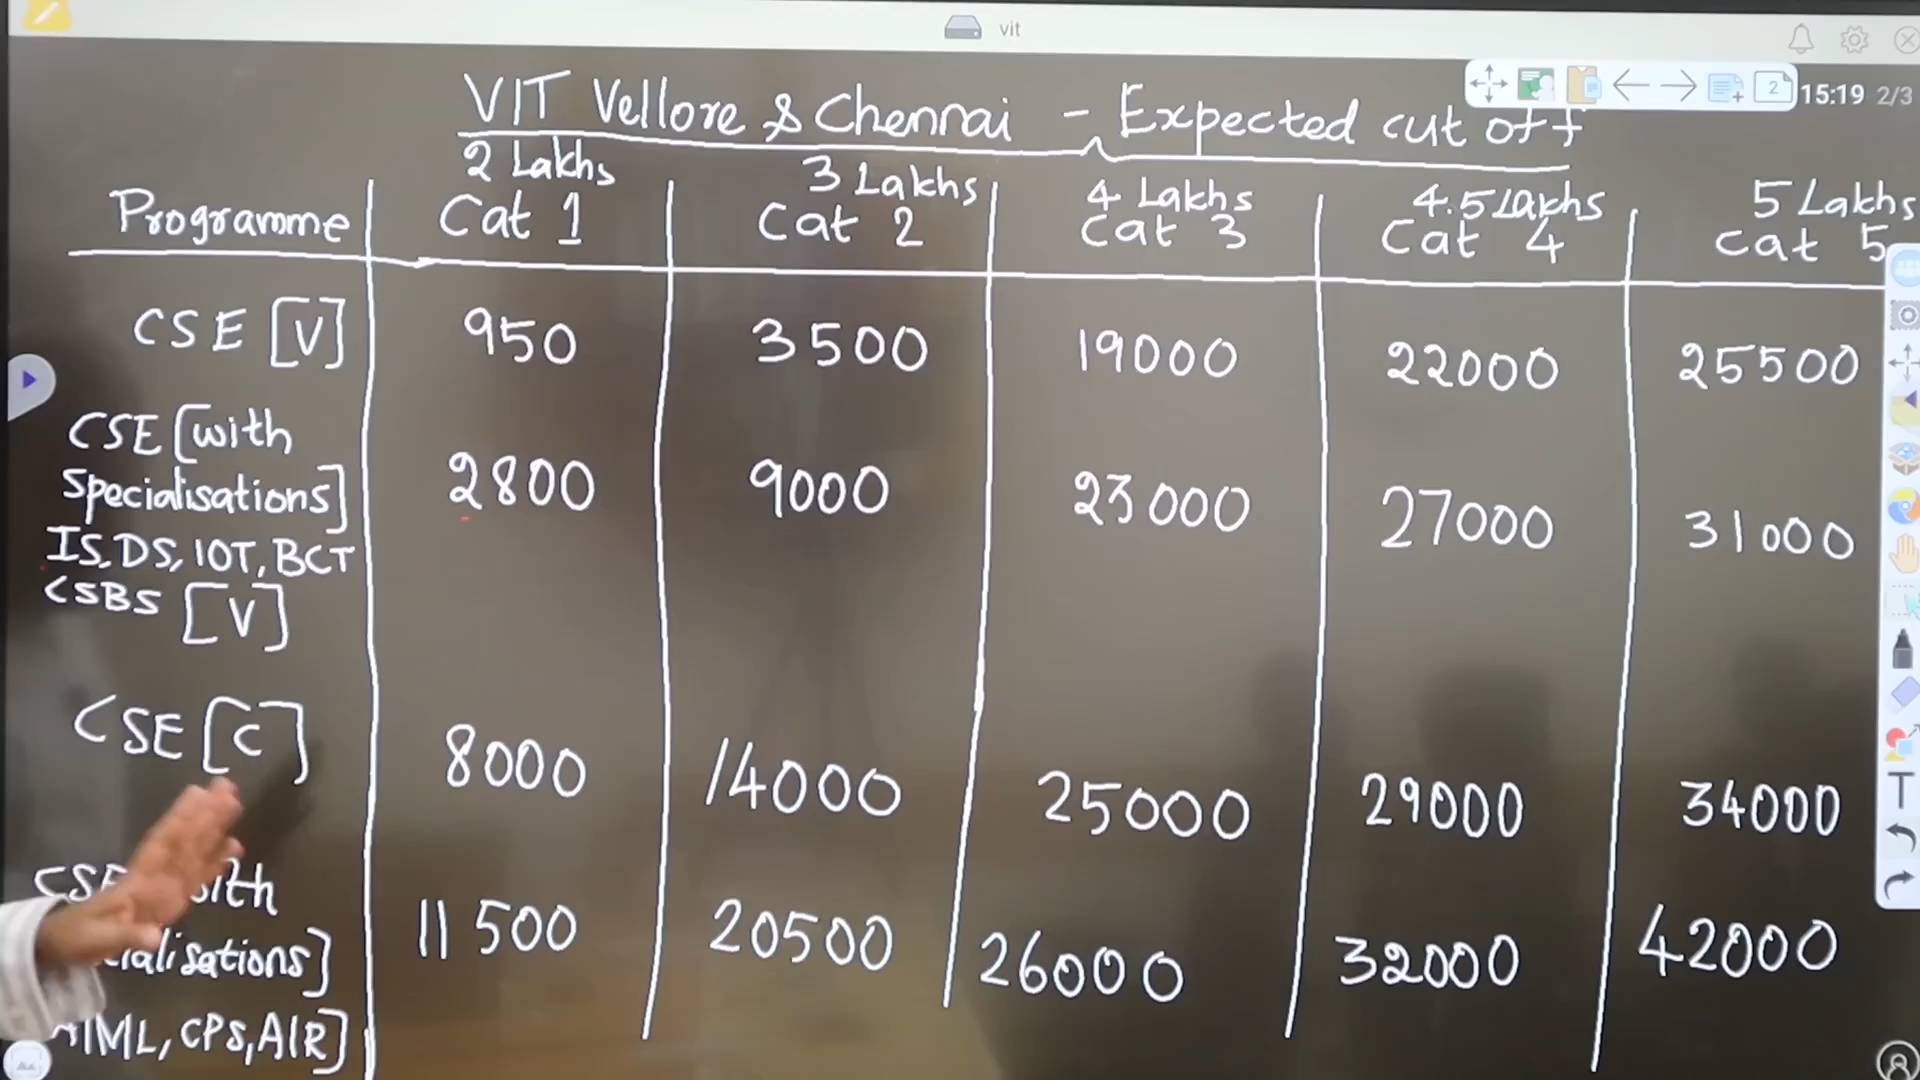 vit
15:19 2/3
2
VIT Vellore & Chennai - Expected cut off
Programme
2 Lakhs
Cat 1
3 Lakhs
Cat 2
4 Lakhs
Cat 3
4.5 Lakhs
Cat 4
5 Lakhs
Cat 5
CSE [V] 950 3500 19000 22000 25500
CSE [with
Specialisations] 2800 9000 23000 27000 31000
IS, DS, IOT, BCT
CSBS [V]
CSE [C] 8000 14000 25000 29000 34000
11500 20500 26000 32000 42000
CPS, AIR]